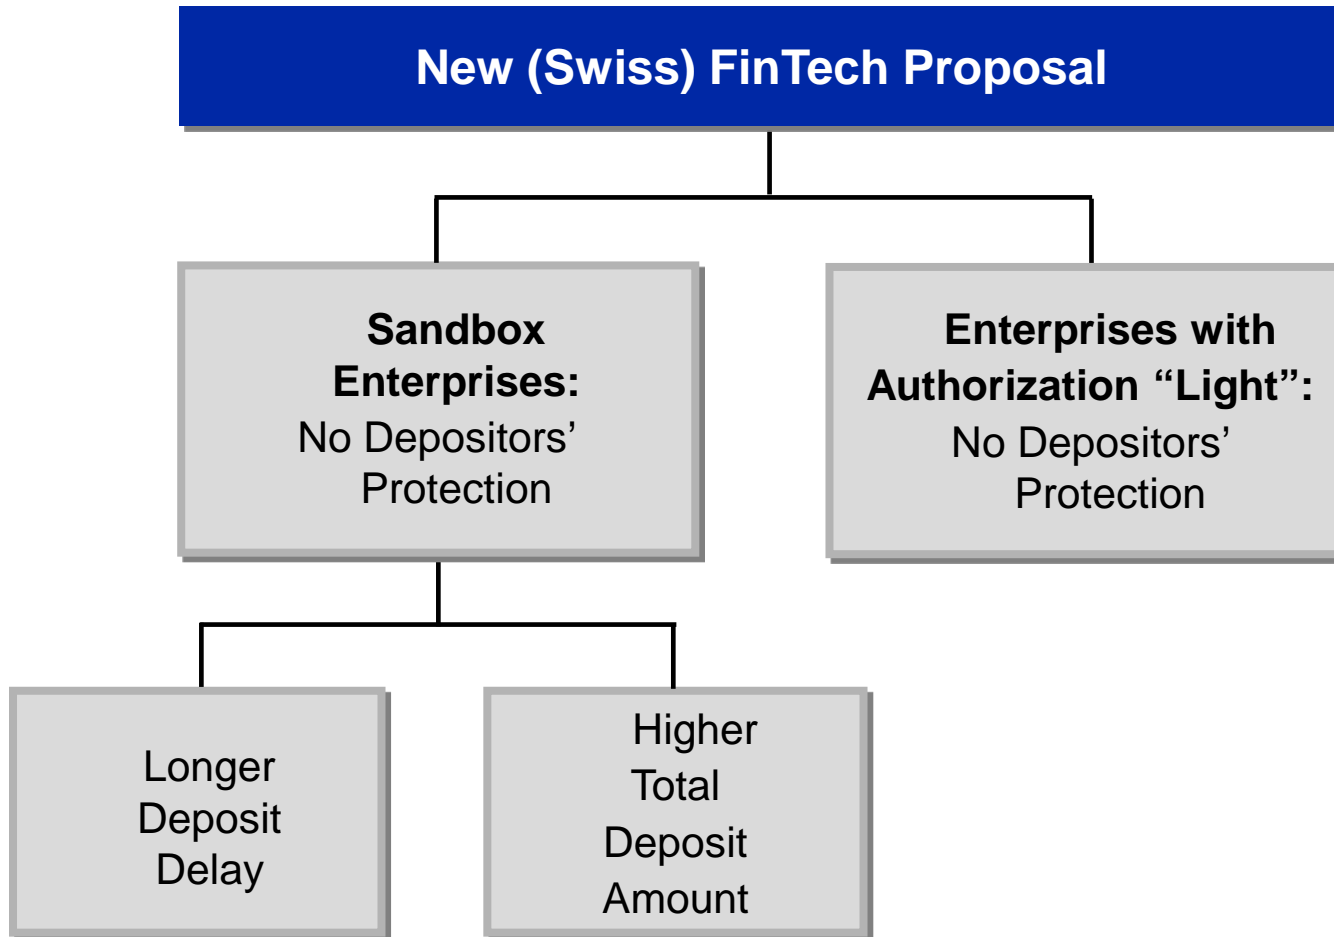 New (Swiss) FinTech Proposal
Sandbox
Enterprises:
No Depositors’
Protection
Enterprises with
Authorization “Light”:
No Depositors’
Protection
Longer
Deposit
Delay
Higher
Total
Deposit
Amount